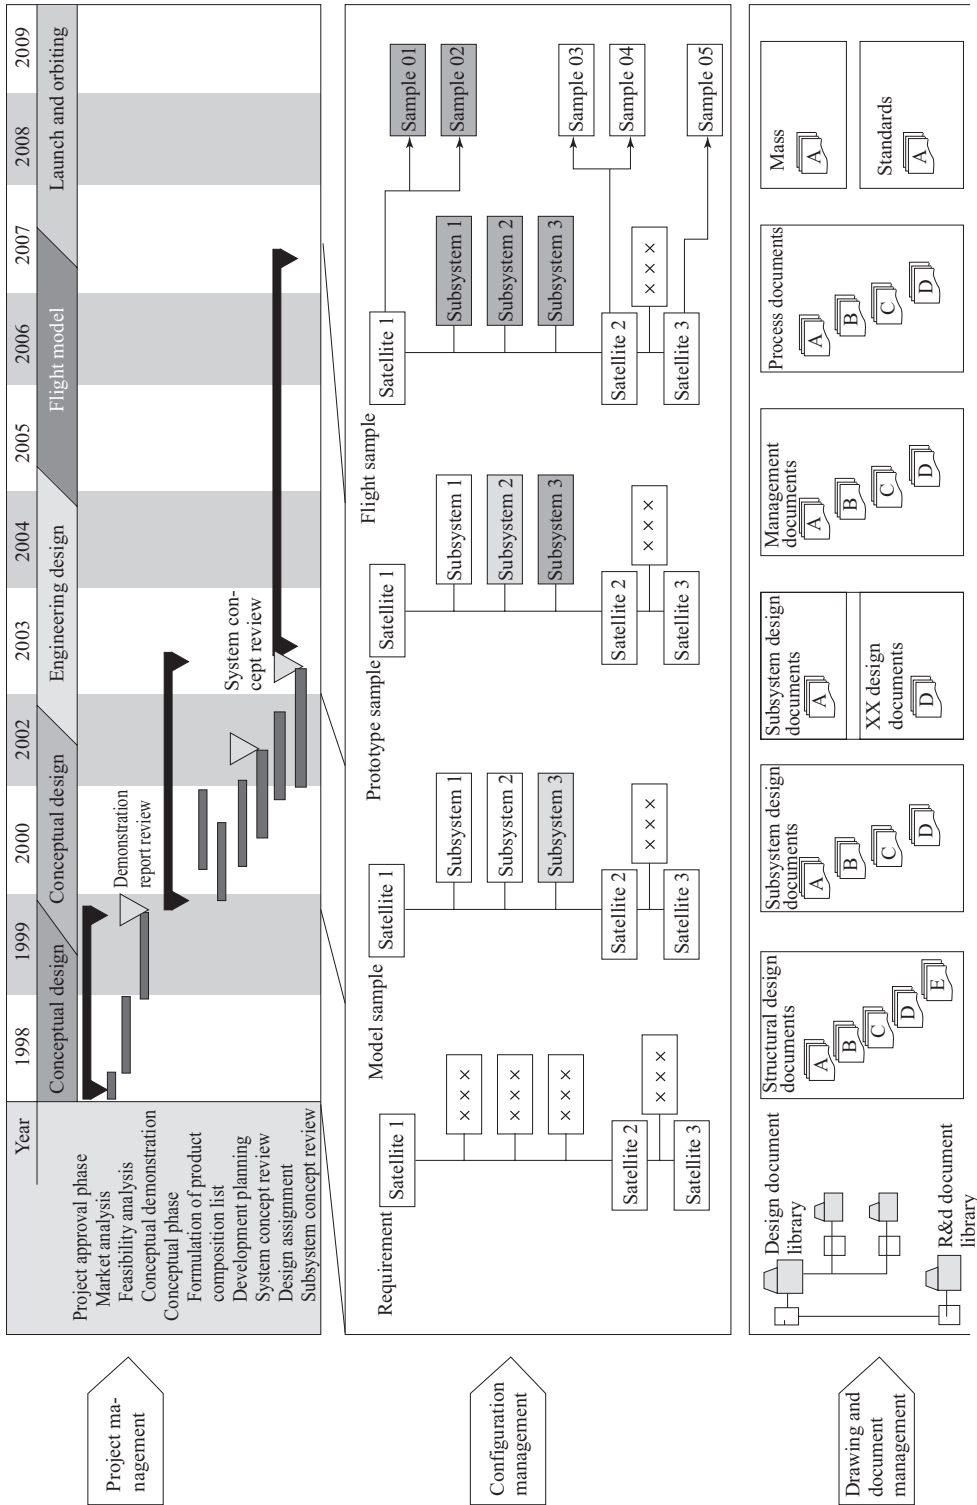 Project ma-
nagement
Year
1998
1999
2000
2002
2003
2004
2005
2006
2007
2008
2009
Conceptual design
Conceptual design
Engineering design
Flight model
Launch and orbiting
Project approval phase
Market analysis
Feasibility analysis
Conceptual demonstration
Conceptual phase
Formulation of product
composition list
Development planning
System concept review
Design assignment
Subsystem concept review
Demonstration
report review
System con-
cept review
Configuration
management
Requirement
Satellite 1
× × ×
× × ×
× × ×
Satellite 2
× × ×
Satellite 3
Model sample
Satellite 1
Subsystem 1
Subsystem 2
Subsystem 3
Satellite 2
× × ×
Satellite 3
Prototype sample
Satellite 1
Subsystem 1
Subsystem 2
Subsystem 3
Satellite 2
× × ×
Satellite 3
Flight sample
Satellite 1
Subsystem 1
Subsystem 2
Subsystem 3
Satellite 2
× × ×
Satellite 3
Sample 01
Sample 02
Sample 03
Sample 04
Sample 05
Drawing and
document
management
Design document
library
R&d document
library
Structural design
documents
A
B
C
D
E
Subsystem design
documents
A
B
C
D
Subsystem design
documents
A
XX design
documents
D
Management
documents
A
B
C
D
Process documents
A
B
C
D
Mass
A
Standards
A